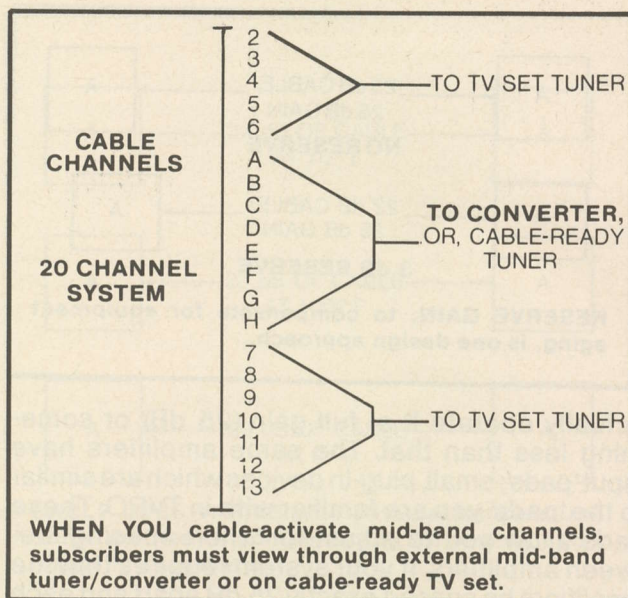 2
3
4
5
6
A
B
C
D
E
F
G
H
7
8
9
10
11
12
13
CABLE
CHANNELS
20 CHANNEL
SYSTEM
TO TV SET TUNER
TO CONVERTER,
OR, CABLE-READY
TUNER
TO TV SET TUNER
WHEN YOU cable-activate mid-band channels,
subscribers must view through external mid-band
tuner/converter or on cable-ready TV set.